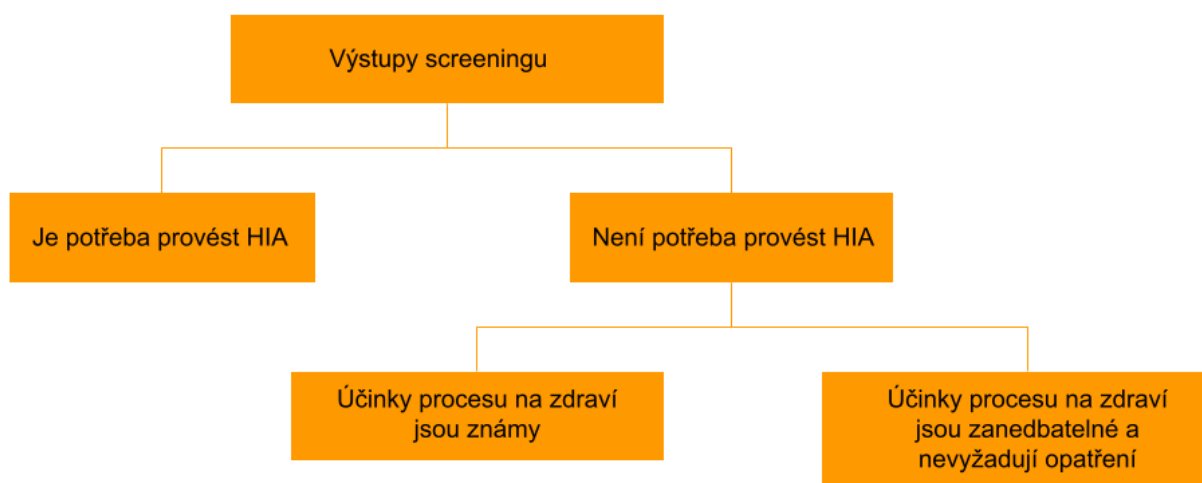 Výstupy screeningu
Je potřeba provést HIA
Není potřeba provést HIA
Účinky procesu na zdraví
jsou známy
Účinky procesu na zdraví
jsou zanedbatelné a
nevyžadují opatření